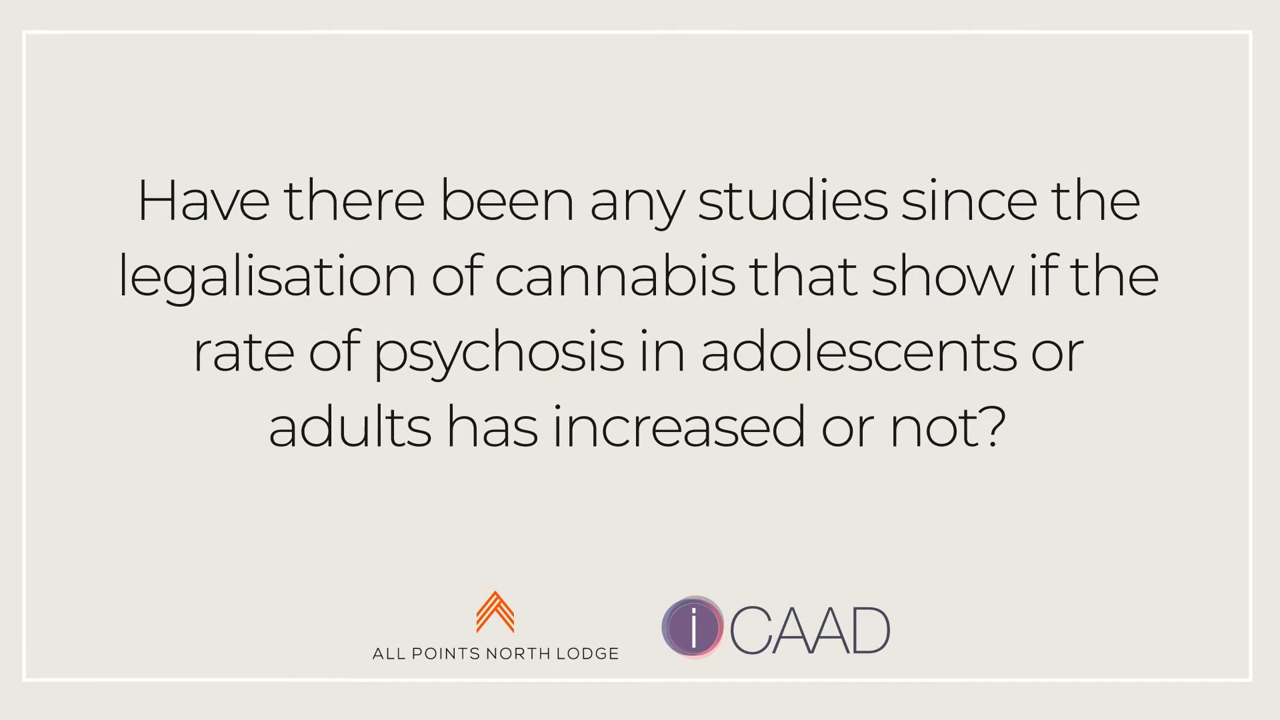 Have there been any studies since the
legalisation of cannabis that show if the
rate of psychosis in adolescents or
adults has increased or not?
ALL POINTS NORTH LODGE
iCAAD